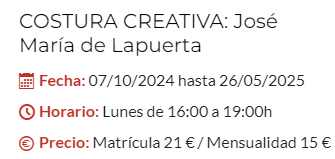 COSTURA CREATIVA: José
María de Lapuerta
Fecha: 07/10/2024 hasta 26/05/2025
Horario: Lunes de 16:00 a 19:00h
Precio: Matrícula 21 € / Mensualidad 15 €